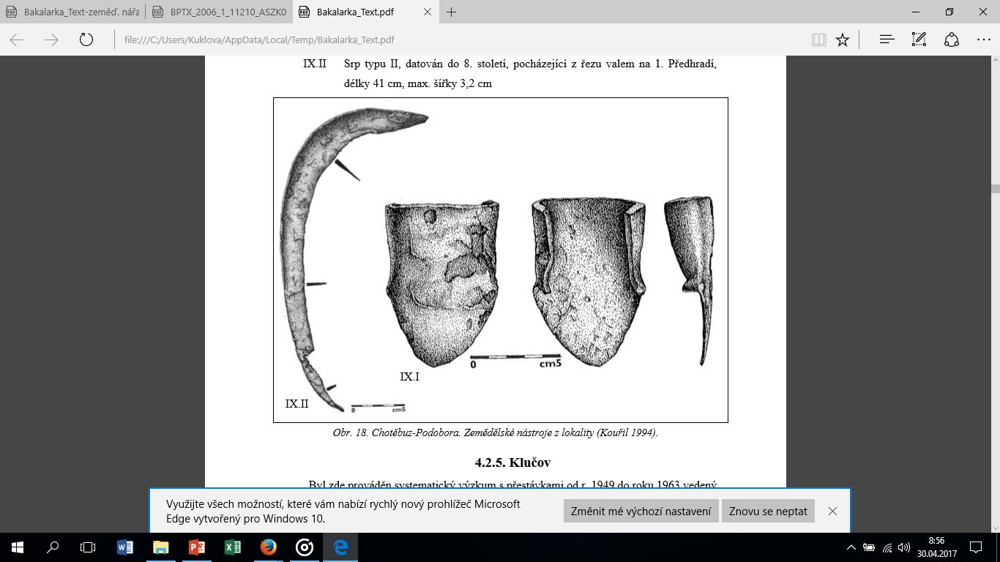 Bakalarka_Text-zeměď. nářa
BPTX_2006_1_11210_ASZK0
Bakalarka_Text.pdf
file:///C:/Users/Kuklova/AppData/Local/Temp/Bakalarka_Text.pdf
IX.II Srp typu II, datován do 8. století, pocházející z řezu valem na 1. Předhradí,
délky 41 cm, max. šířky 3,2 cm
0 cm5
IX.I
IX.II
0 cm5
Obr. 18. Chotěbuz-Podobora. Zemědělské nástroje z lokality (Kouřil 1994).
4.2.5. Klučov
Byl zde prováděn systematický výzkum s přestávkami od r. 1949 do roku 1963 vedený
Využijte všech možností, které vám nabízí rychlý nový prohlížeč Microsoft
Edge vytvořený pro Windows 10.
Změnit mé výchozí nastavení
Znovu se neptat
8:56
30.04.2017